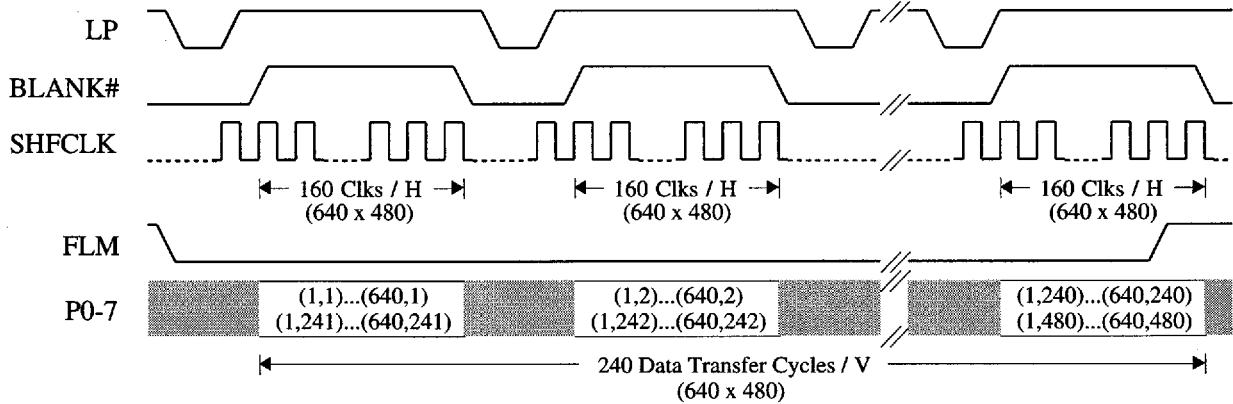 LP
BLANK#
SHFCLK
160 Clks / H
(640 x 480)
160 Clks / H
(640 x 480)
160 Clks / H
(640 x 480)
FLM
P0-7
(1,1)...(640,1)
(1,241)...(640,241)
(1,2)...(640,2)
(1,242)...(640,242)
(1,240)...(640,240)
(1,480)...(640,480)
240 Data Transfer Cycles / V
(640 x 480)